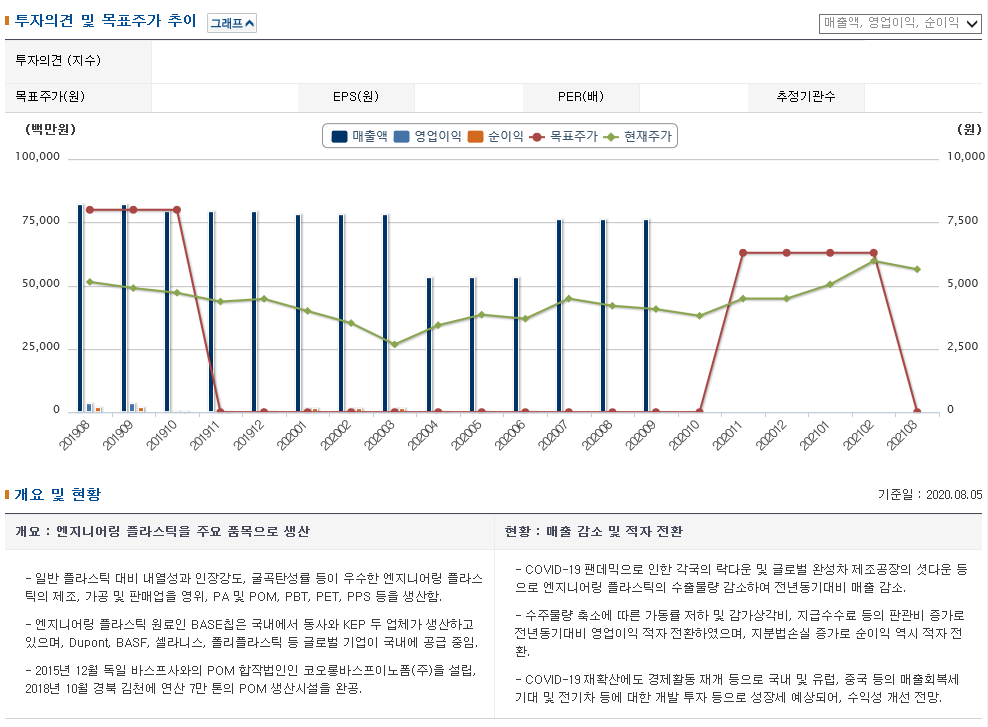 투자의견 및 목표주가 추이 그래프 매출액, 영업이익, 순이익
투자의견 (지수)
목표주가(원) EPS(원) PER(배) 추정기관수
(백만원) (원)
매출액 영업이익 순이익 목표주가 현재주가
100,000 10,000
75,000 7,500
50,000 5,000
25,000 2,500
0 0
201908 201909 201910 201911 201912 202001 202002 202003 202004 202005 202006 202007 202008 202009 202010 202011 202012 202101 202102 202103
개요 및 현황 기준일 : 2020.08.05
개요 : 엔지니어링 플라스틱을 주요 품목으로 생산
- 일반 플라스틱 대비 내열성과 인장강도, 굴곡탄성률 등이 우수한 엔지니어링 플라스
틱의 제조, 가공 및 판매업을 영위, PA 및 POM, PBT, PET, PPS 등을 생산함.
- 엔지니어링 플라스틱 원료인 BASE칩은 국내에서 동사와 KEP 두 업체가 생산하고
있으며, Dupont, BASF, 셀라니스, 폴리플라스틱 등 글로벌 기업이 국내에 공급 중임.
- 2015년 12월 독일 바스프사와의 POM 합작법인인 코오롱바스프이노폼(주)을 설립,
2018년 10월 경북 김천에 연산 7만 톤의 POM 생산시설을 완공.
현황 : 매출 감소 및 적자 전환
- COVID-19 팬데믹으로 인한 각국의 락다운 및 글로벌 완성차 제조공장의 셧다운 등
으로 엔지니어링 플라스틱의 수출물량 감소하여 전년동기대비 매출 감소.
- 수주물량 축소에 따른 가동률 저하 및 감가상각비, 지급수수료 등의 판관비 증가로
전년동기대비 영업이익 적자 전환하였으며, 지분법손실 증가로 순이익 역시 적자 전
환.
- COVID-19 재확산에도 경제활동 재개 등으로 국내 및 유럽, 중국 등의 매출회복세
기대 및 전기차 등에 대한 개발 투자 등으로 성장세 예상되어, 수익성 개선 전망.